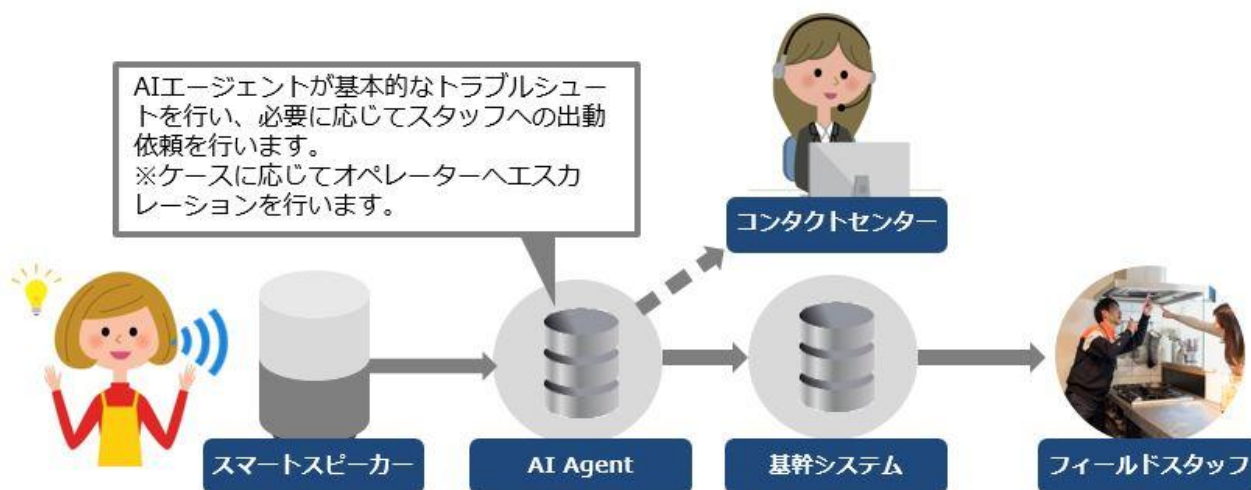 AIエージェントが基本的なトラブルシュー
トを行い、必要に応じてスタッフへの出動
依頼を行います。
※ケースに応じてオペレーターへエスカ
レーションを行います。
コンタクトセンター
スマートスピーカー
AI Agent
基幹システム
フィールドスタッフ